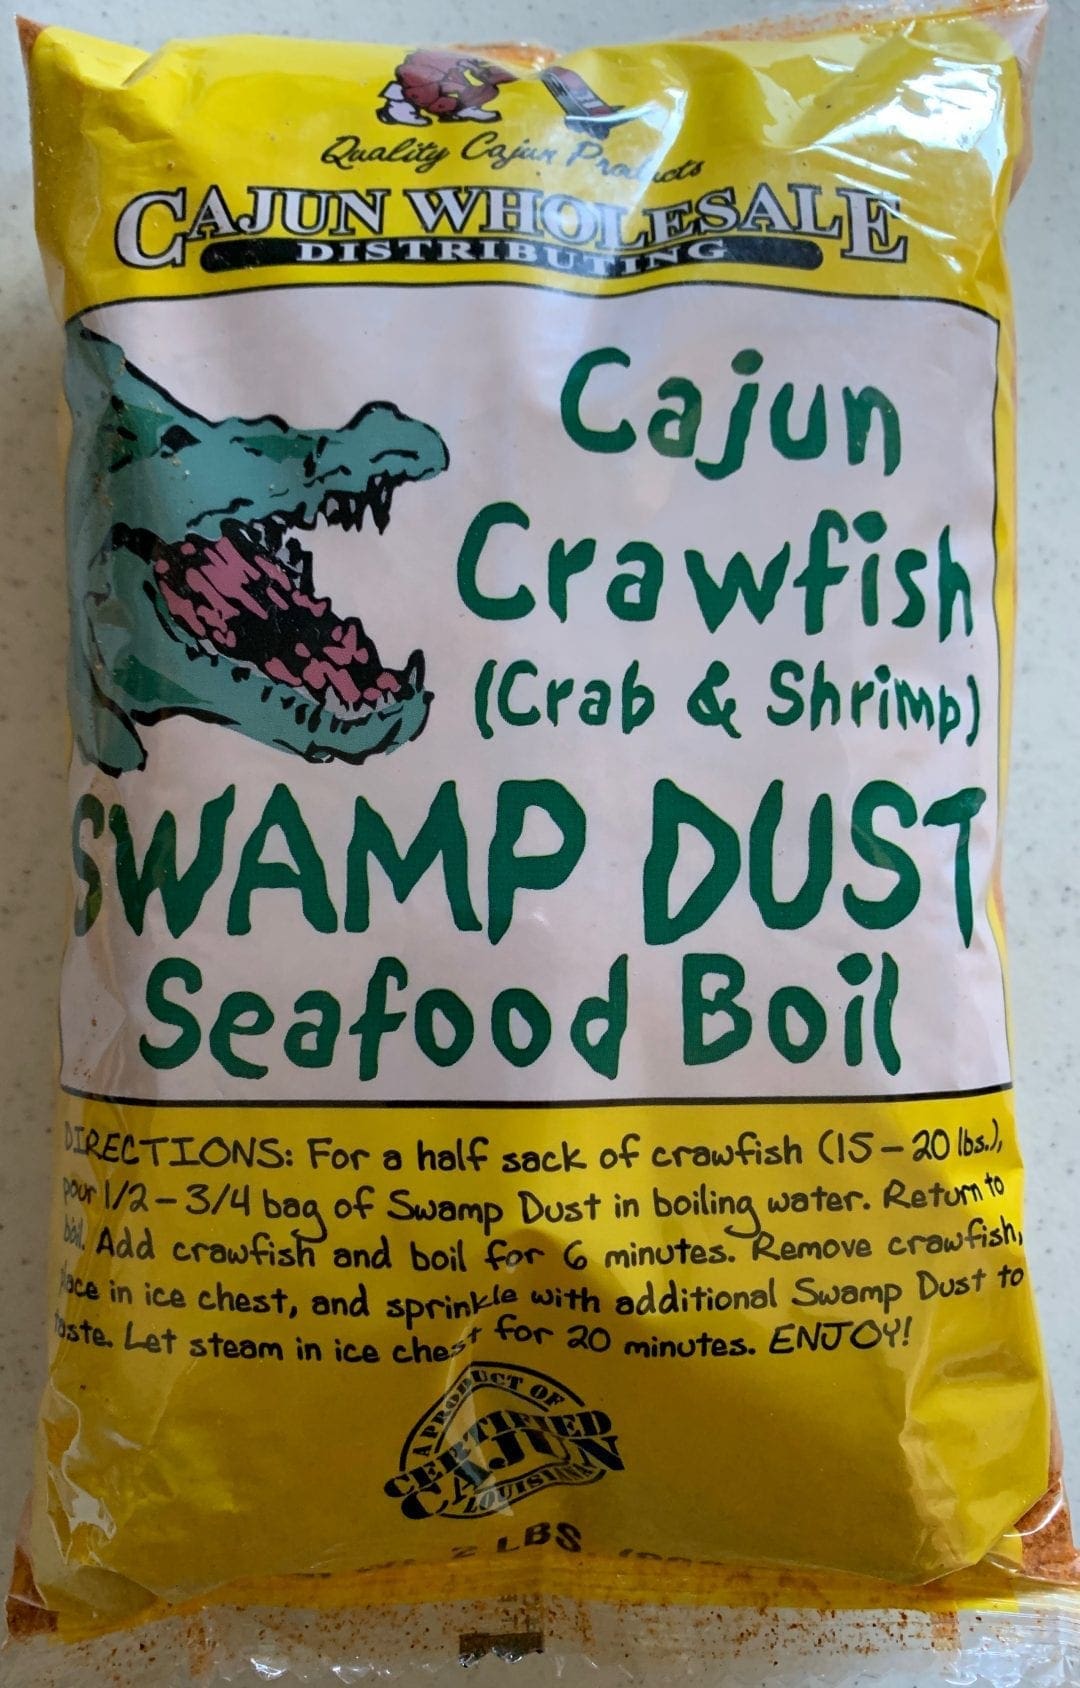 Quality Cajun Products
CAJUN WHOLESALE
DISTRIBUTING
Cajun
Crawfish
(Crab & Shrimp)
SWAMP DUST
Seafood Boil
DIRECTIONS: For a half sack of crawfish (15-20 lbs.),
pour 1/2-3/4 bag of Swamp Dust in boiling water. Return to
boil. Add crawfish and boil for 6 minutes. Remove crawfish,
place in ice chest, and sprinkle with additional Swamp Dust to
taste. Let steam in ice chest for 20 minutes. ENJOY!
A PRODUCT OF
CERTIFIED
CAJUN
LOUISIANA
2 LBS